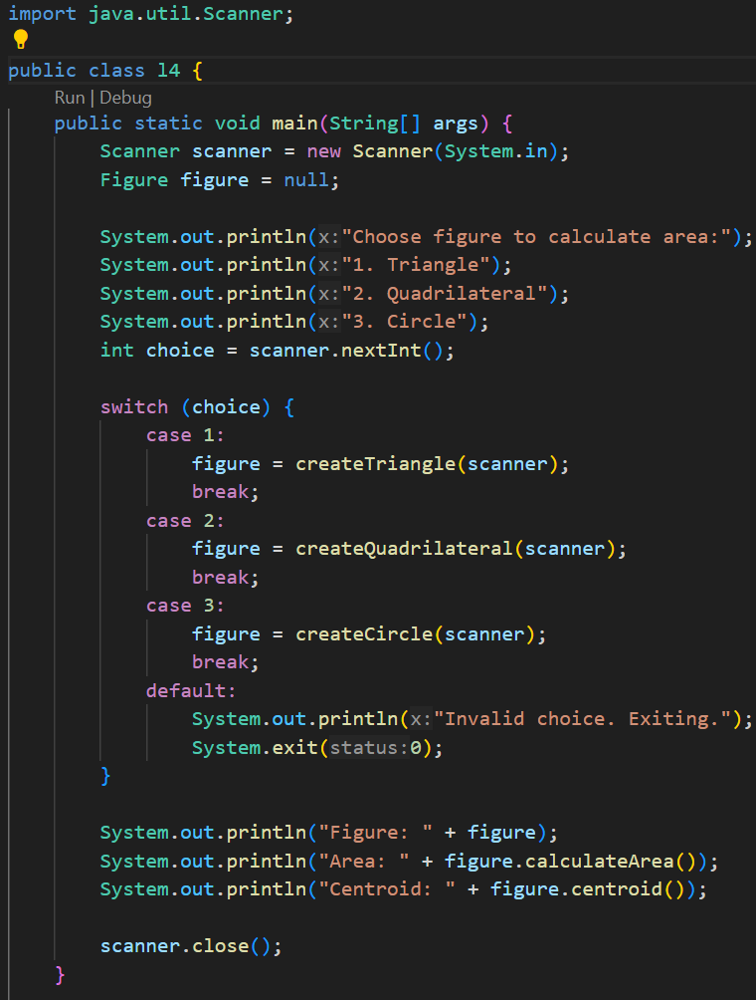 import java.util.Scanner;
public class l4 {
Run | Debug
public static void main(String[] args) {
Scanner scanner = new Scanner(System.in);
Figure figure = null;
System.out.println(x:"Choose figure to calculate area:");
System.out.println(x:"1. Triangle");
System.out.println(x:"2. Quadrilateral");
System.out.println(x:"3. Circle");
int choice = scanner.nextInt();
switch (choice) {
case 1:
figure = createTriangle(scanner);
break;
case 2:
figure = createQuadrilateral(scanner);
break;
case 3:
figure = createCircle(scanner);
break;
default:
System.out.println(x:"Invalid choice. Exiting.");
System.exit(status:0);
}
System.out.println("Figure: " + figure);
System.out.println("Area: " + figure.calculateArea());
System.out.println("Centroid: " + figure.centroid());
scanner.close();
}